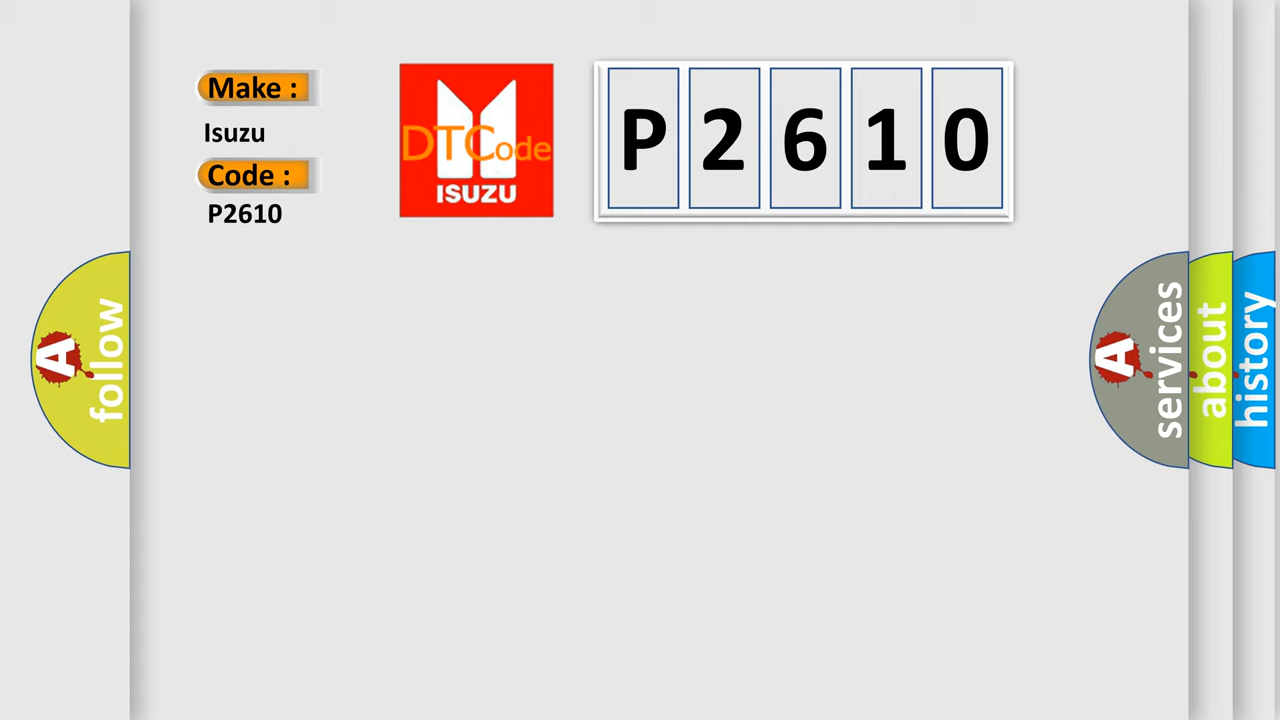 Make :
Isuzu
Code :
P2610
DTCode
ISUZU
P 2 6 1 0
A
follow
A
services
about
history